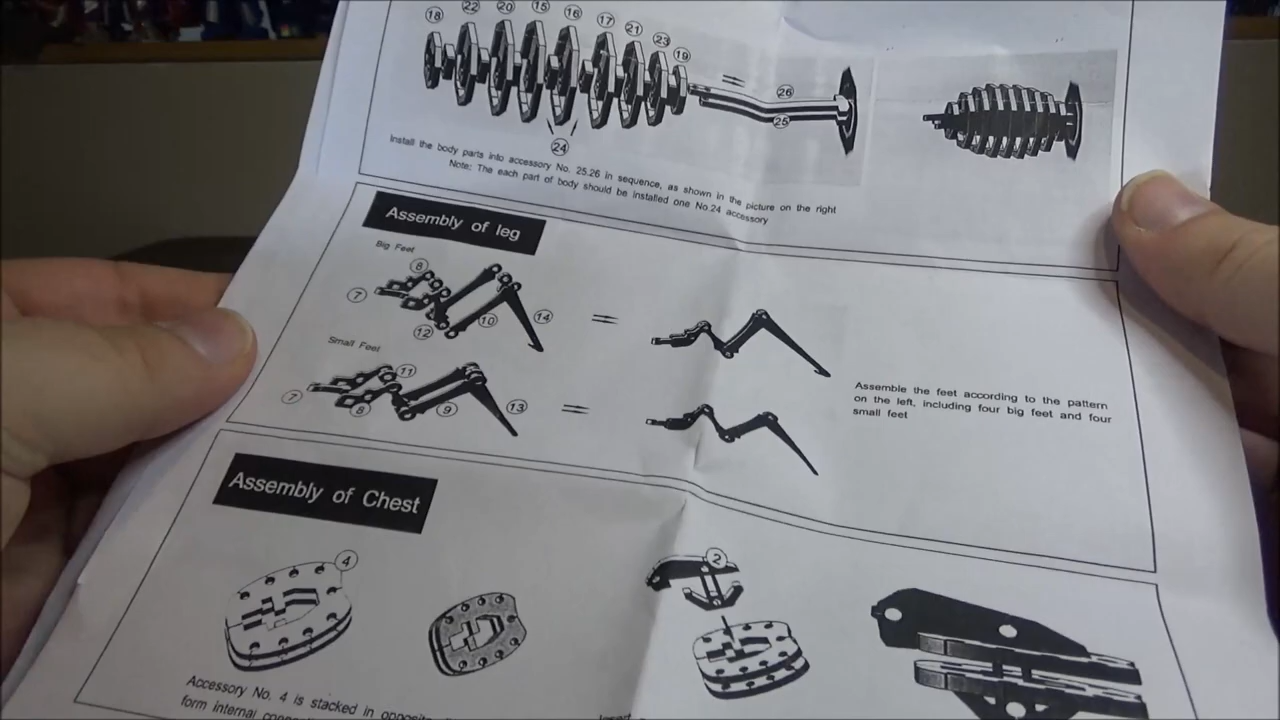 18 22 20 15 16 17 21 23 19
26
25
24
Install the body parts into accessory No. 25.26 in sequence, as shown in the picture on the right
Note: The each part of body should be installed one No.24 accessory
Assembly of leg
Big Feet
8
7
12
10
14
Small Feet
11
7
8
9
13
Assemble the feet according to the pattern
on the left, including four big feet and four
small feet
Assembly of Chest
4
2
Accessory No. 4 is stacked in
form internal